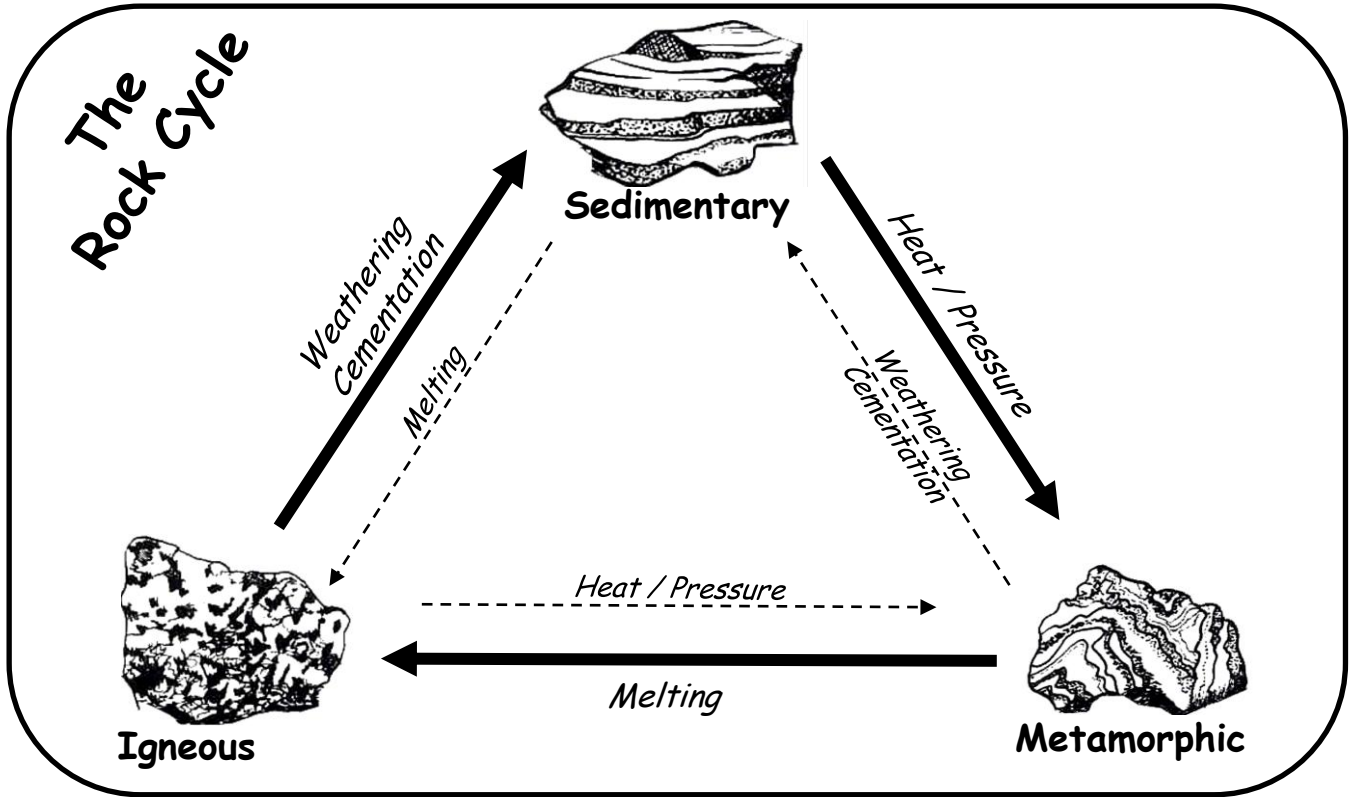 The
Rock Cycle
Sedimentary
Weathering
Cementation
Melting
Heat / Pressure
Weathering
Cementation
Heat / Pressure
Melting
Igneous
Metamorphic